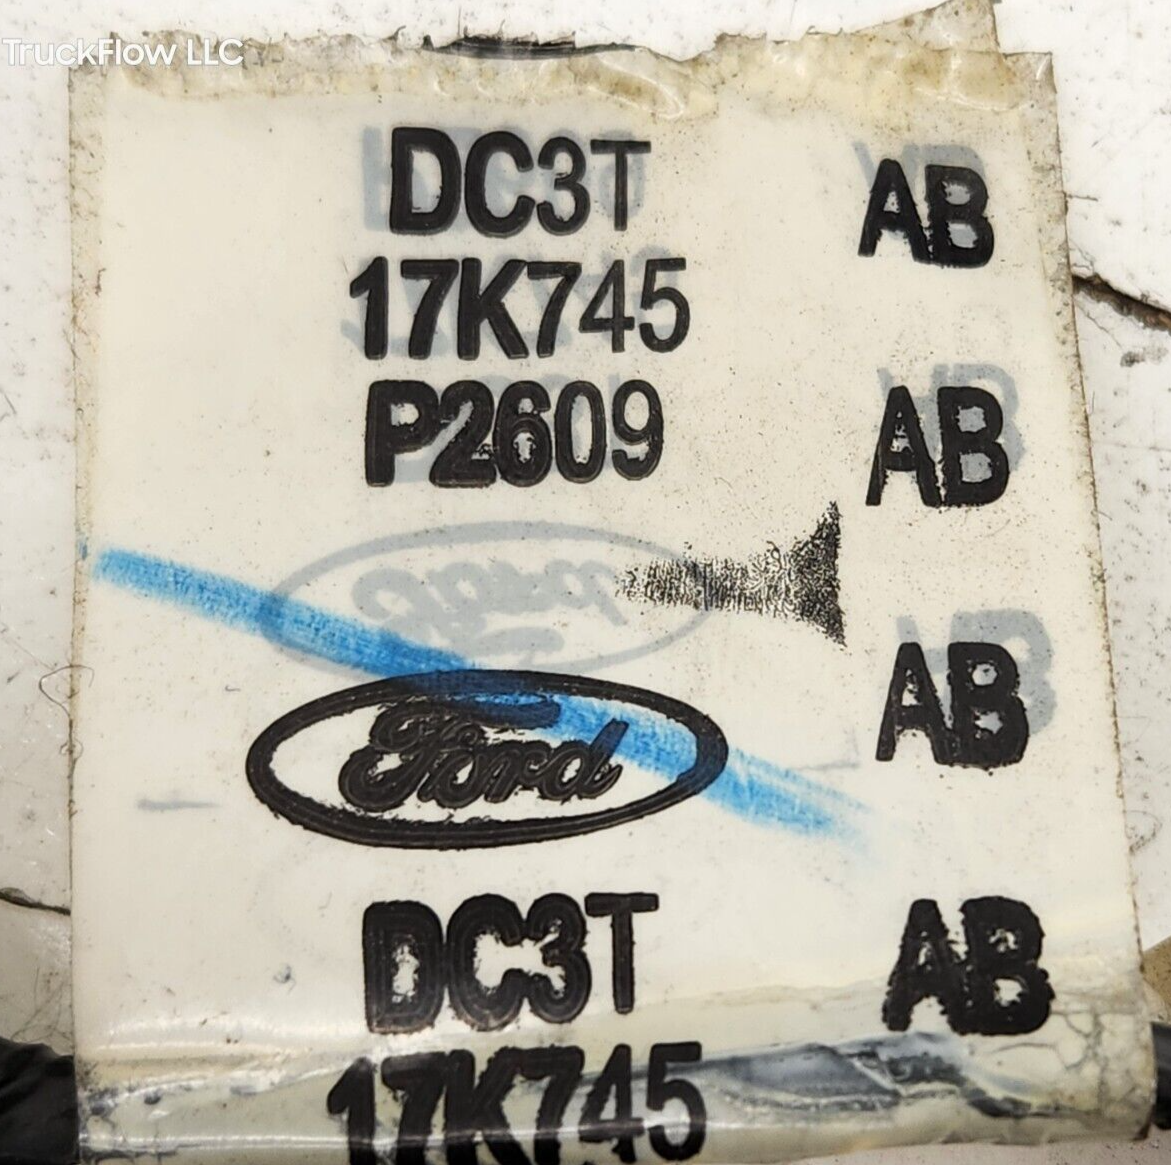 TruckFlow LLC
DC3T AB
17K745
P2609 AB
Ford AB
DC3T AB
17K745